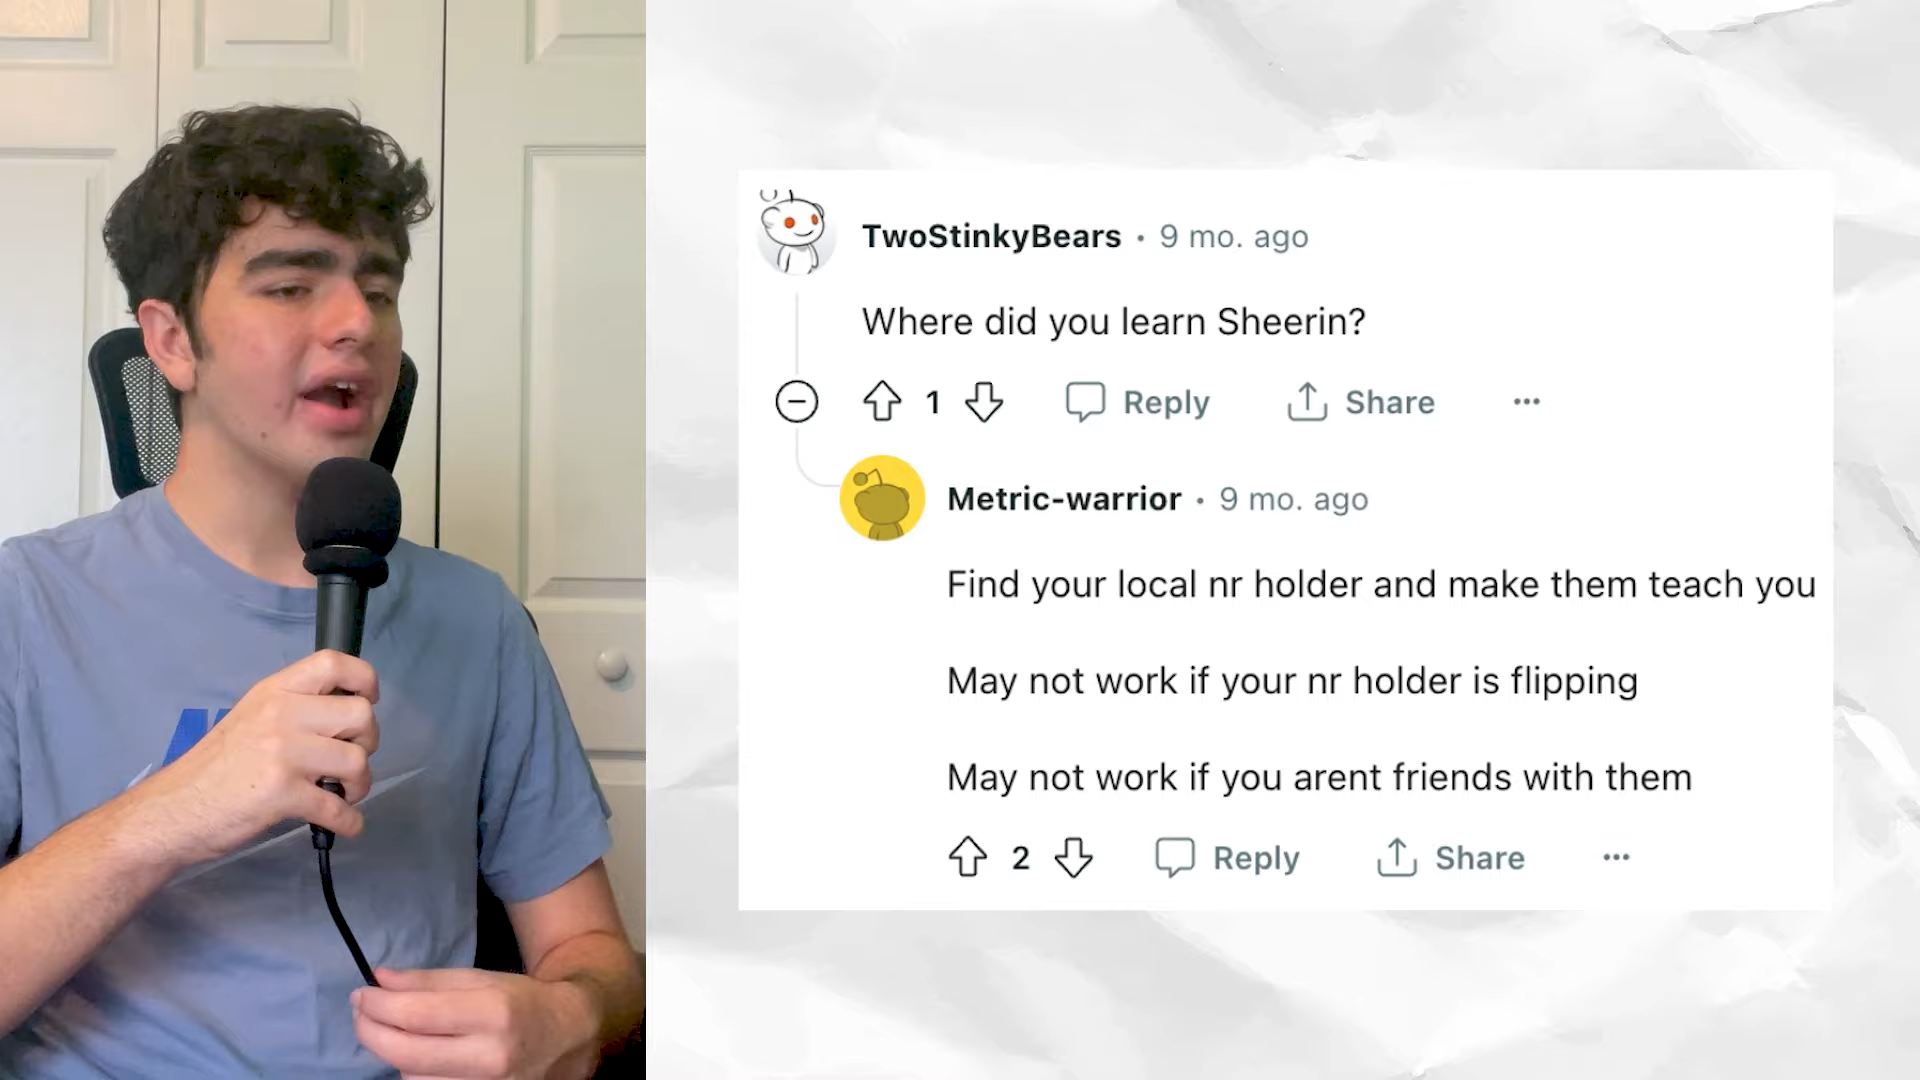 TwoStinkyBears • 9 mo. ago
Where did you learn Sheerin?
1 Reply Share ...
Metric-warrior • 9 mo. ago
Find your local nr holder and make them teach you
May not work if your nr holder is flipping
May not work if you arent friends with them
2 Reply Share ...